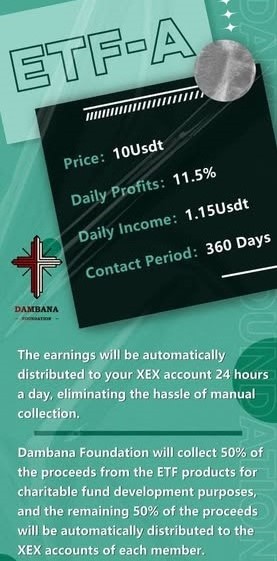 ETF-A
Price: 10Usdt
Daily Profits: 11.5%
Daily Income: 1.15Usdt
Contact Period: 360 Days
DAMBANA
FOUNDATION
The earnings will be automatically
distributed to your XEX account 24 hours
a day, eliminating the hassle of manual
collection.
Dambana Foundation will collect 50% of
the proceeds from the ETF products for
charitable fund development purposes,
and the remaining 50% of the proceeds
will be automatically distributed to the
XEX accounts of each member.